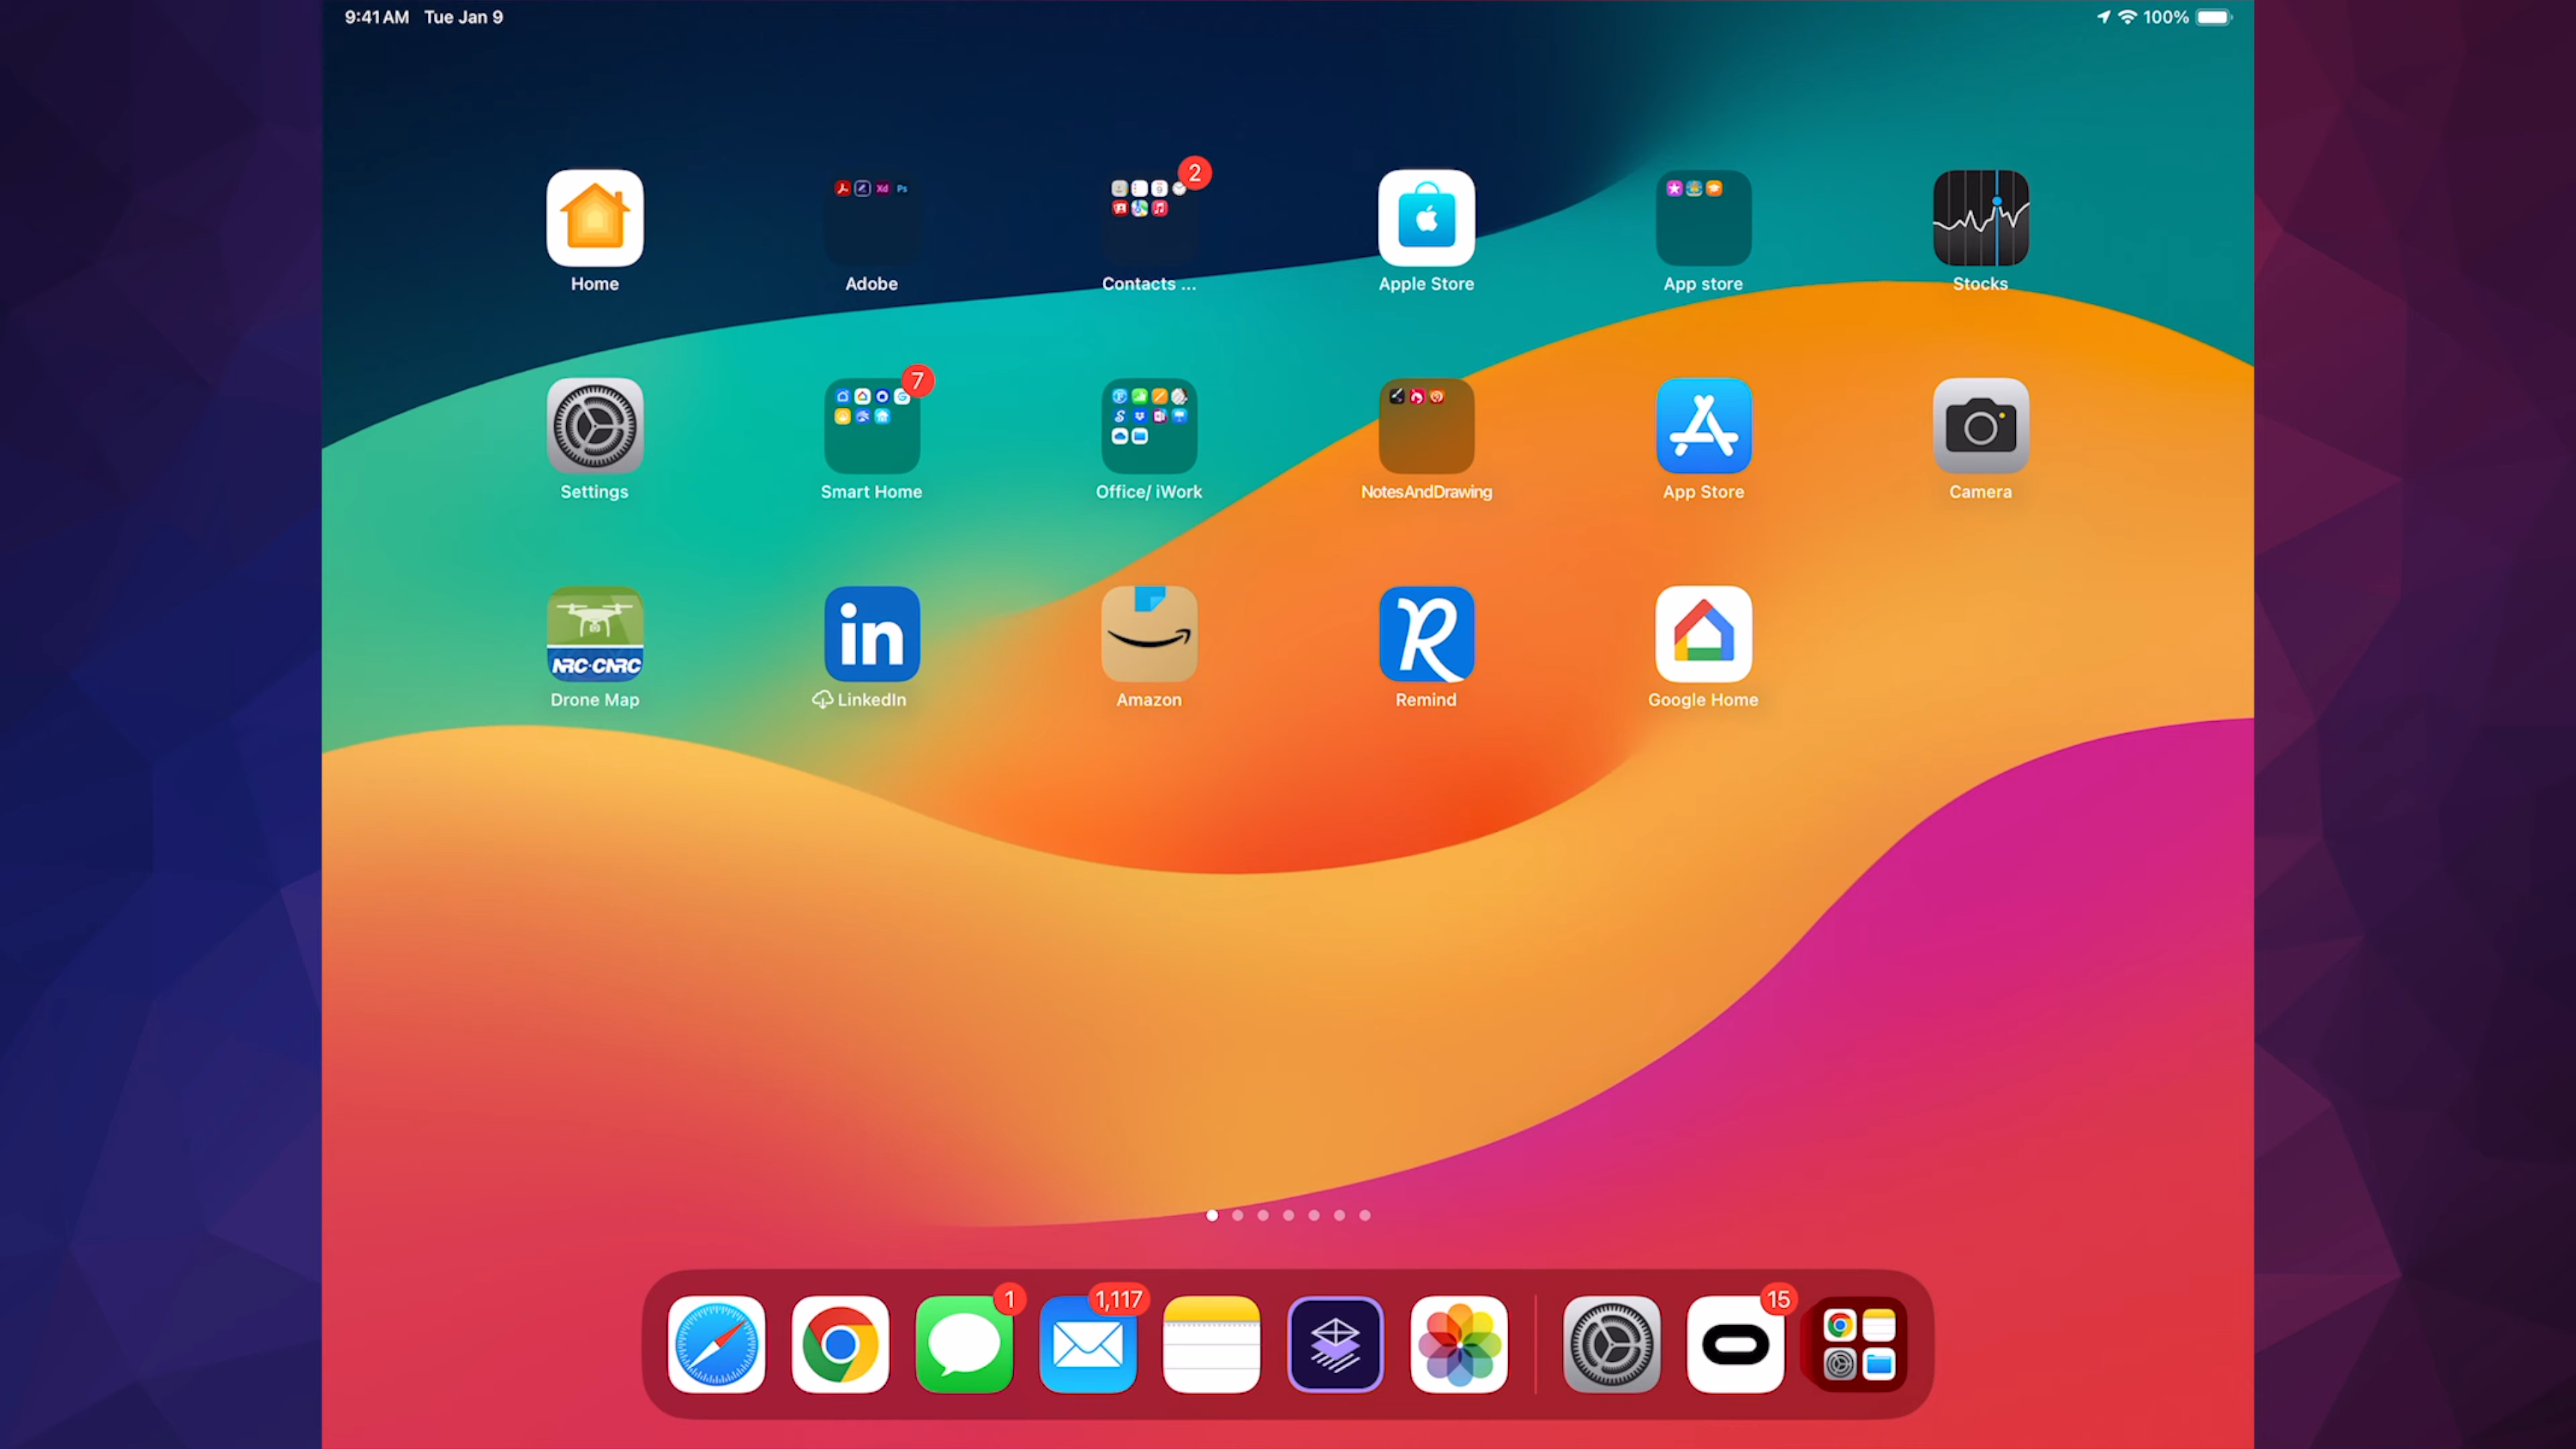 9:41 AM Tue Jan 9
100%
Xd Ps
2
Home Adobe Contacts ... Apple Store App store Stocks
7
Settings Smart Home Office/ iWork NotesAndDrawing App Store Camera
NRC·CNRC in R
Drone Map LinkedIn Amazon Remind Google Home
1 1,117 15